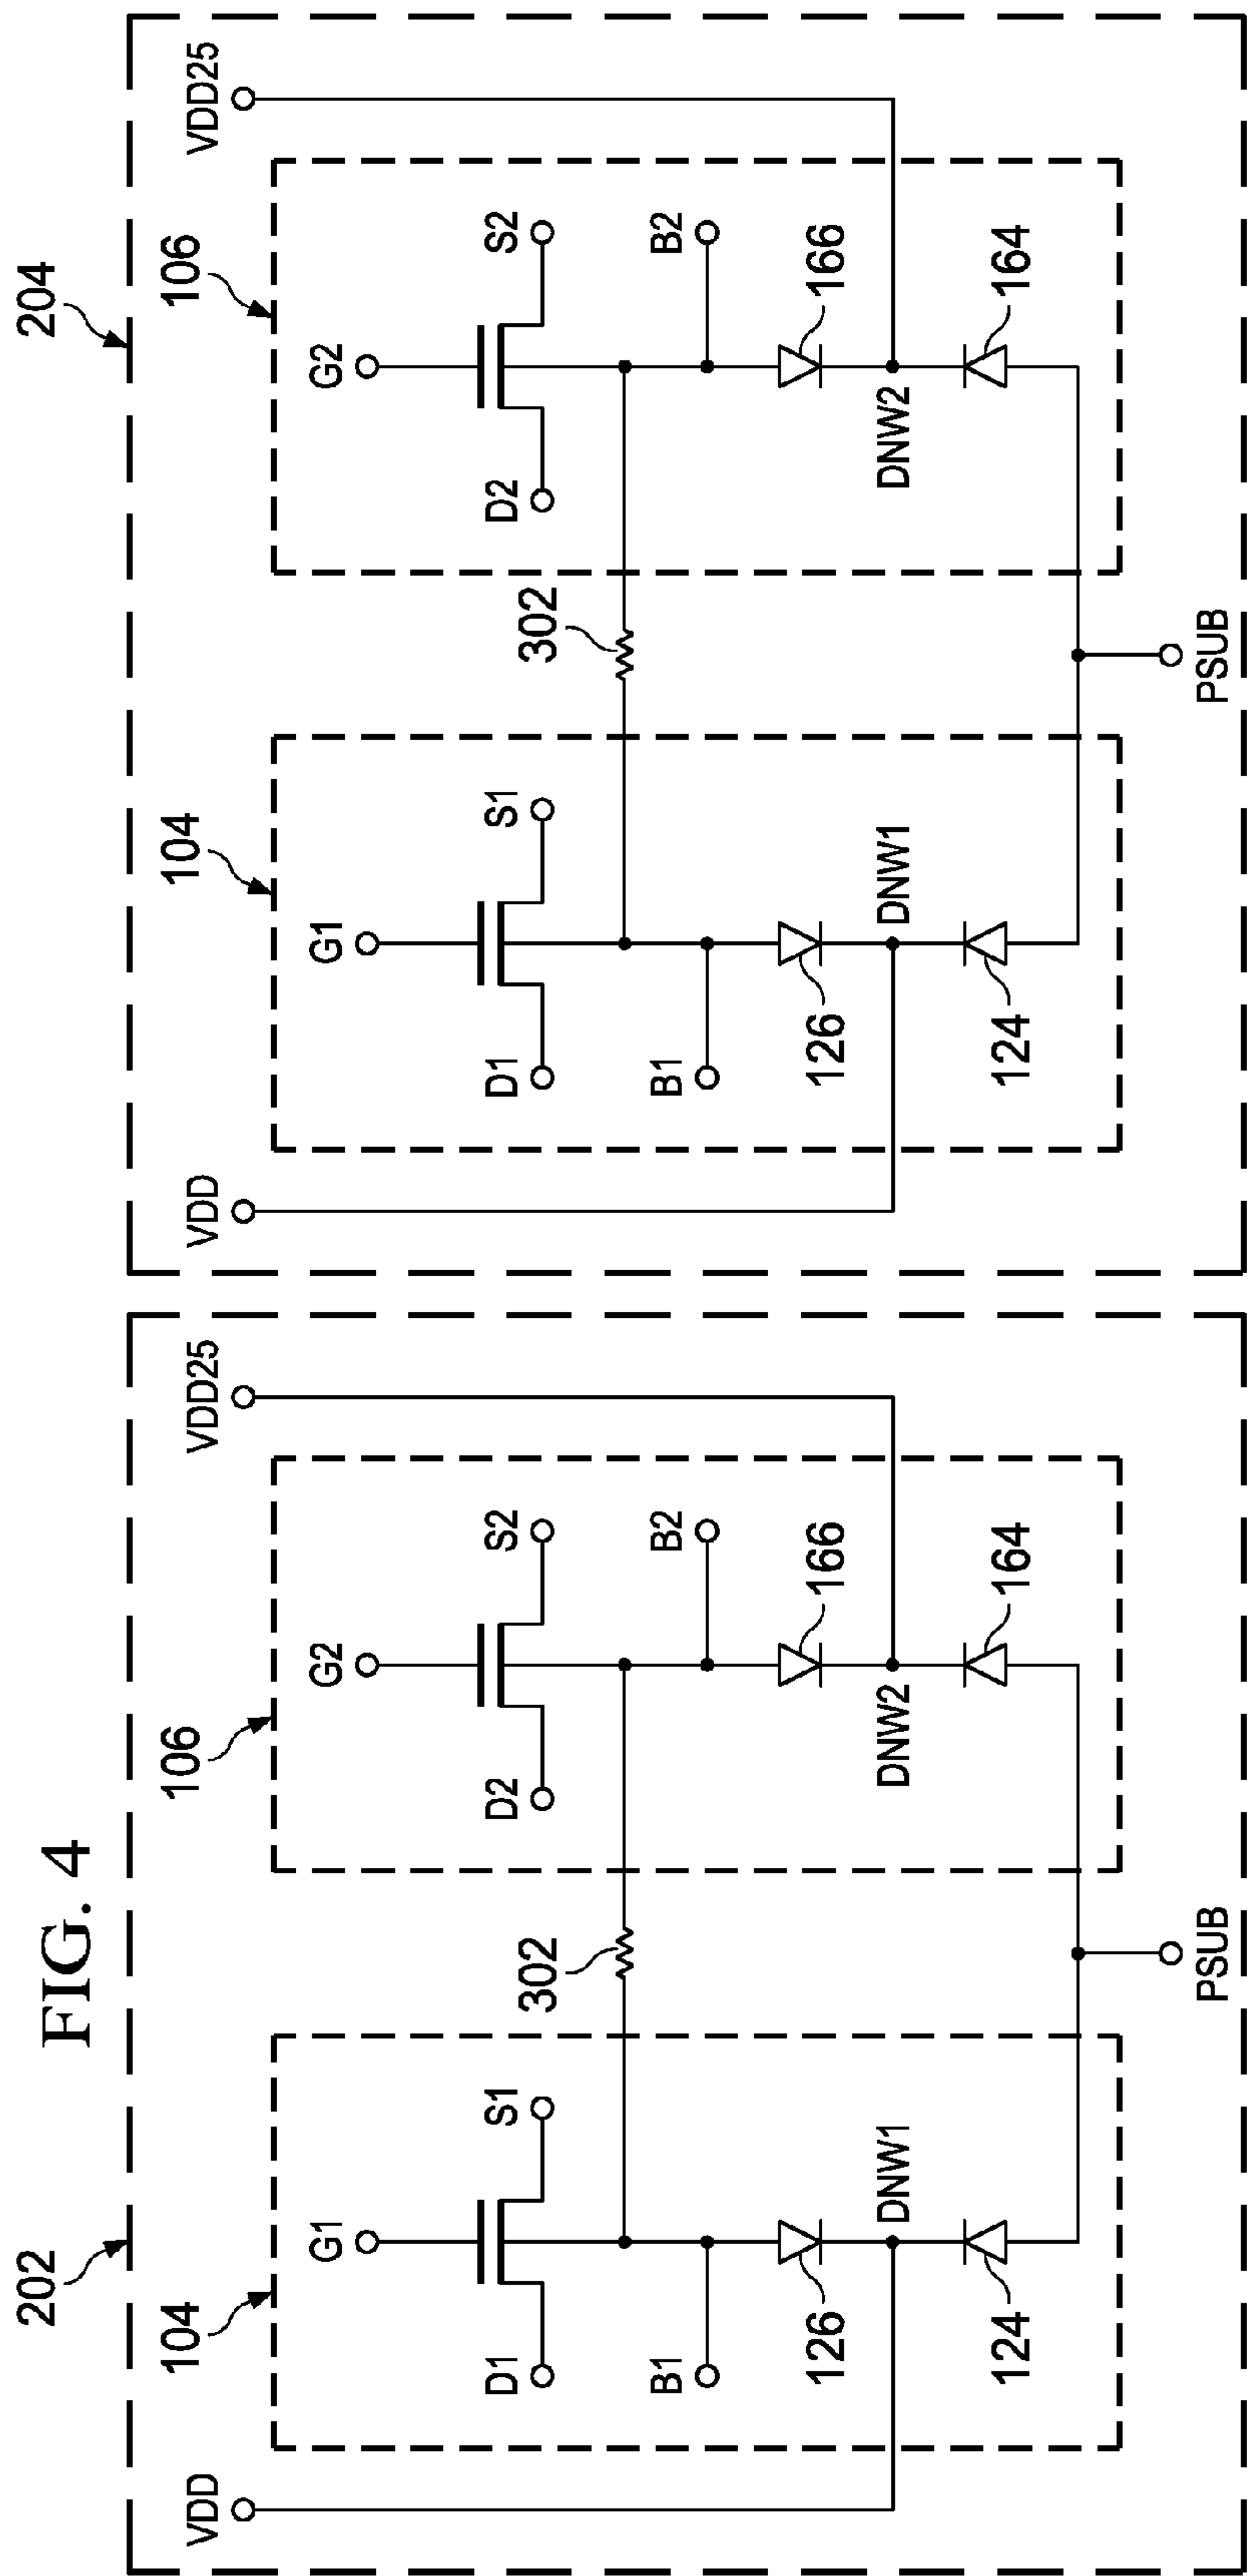 FIG. 4
202
VDD
104
G1
D1
S1
B1
126
DNW1
124
302
106
G2
D2
S2
B2
166
DNW2
164
VDD25
PSUB
204
VDD
104
G1
D1
S1
B1
126
DNW1
124
302
106
G2
D2
S2
B2
166
DNW2
164
VDD25
PSUB